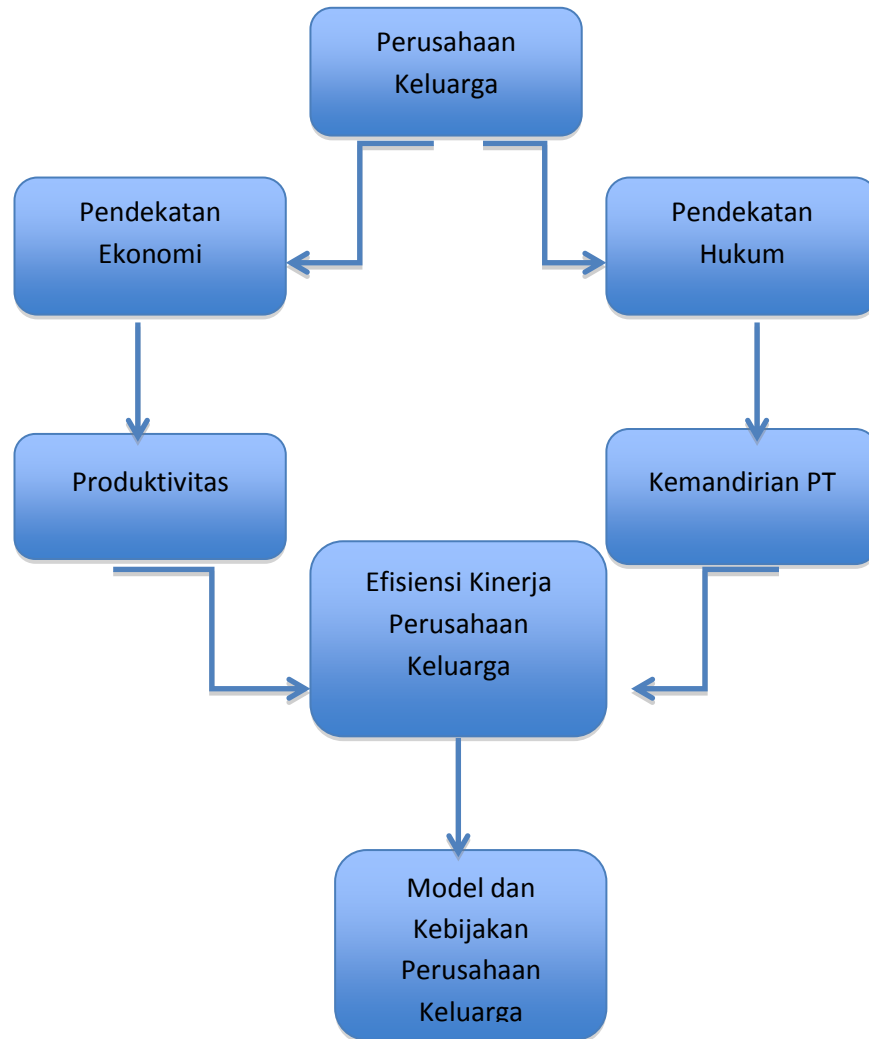 Perusahaan
Keluarga
Pendekatan
Ekonomi
Pendekatan
Hukum
Produktivitas
Kemandirian PT
Efisiensi Kinerja
Perusahaan
Keluarga
Model dan
Kebijakan
Perusahaan
Keluarga